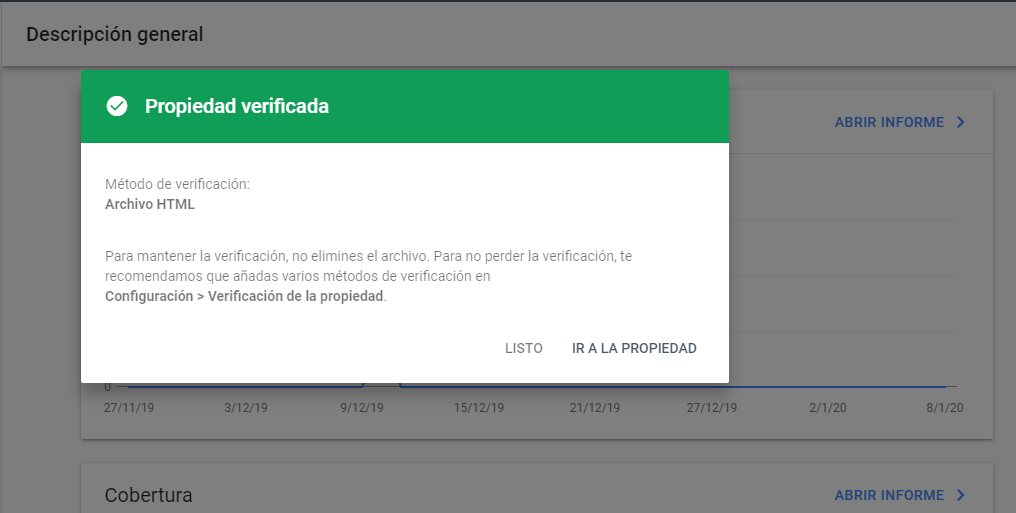 Descripción general
Propiedad verificada
ABRIR INFORME
Método de verificación:
Archivo HTML
Para mantener la verificación, no elimines el archivo. Para no perder la verificación, te
recomendamos que añadas varios métodos de verificación en
Configuración > Verificación de la propiedad.
LISTO
IR A LA PROPIEDAD
0
27/11/19 3/12/19 9/12/19 15/12/19 21/12/19 27/12/19 2/1/20 8/1/20
Cobertura
ABRIR INFORME